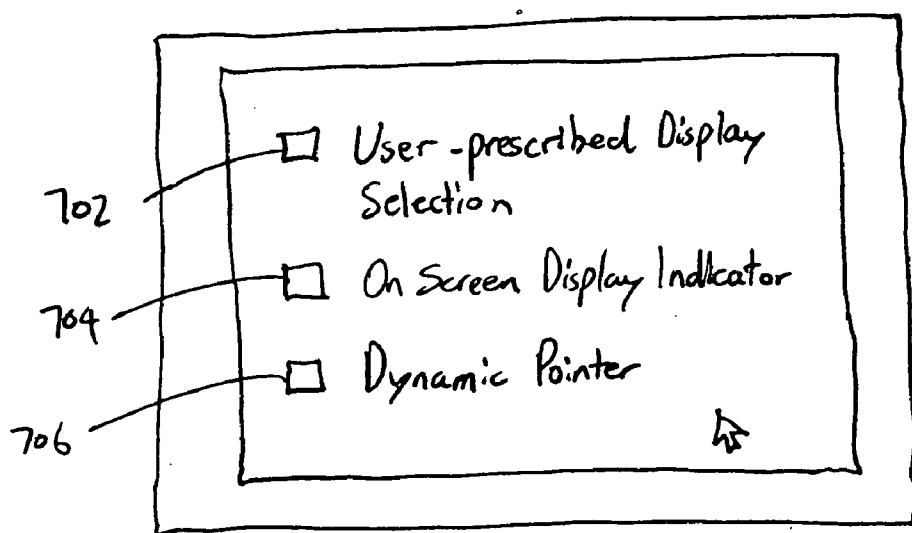 User-prescribed Display
Selection
702
On Screen Display Indicator
704
Dynamic Pointer
706